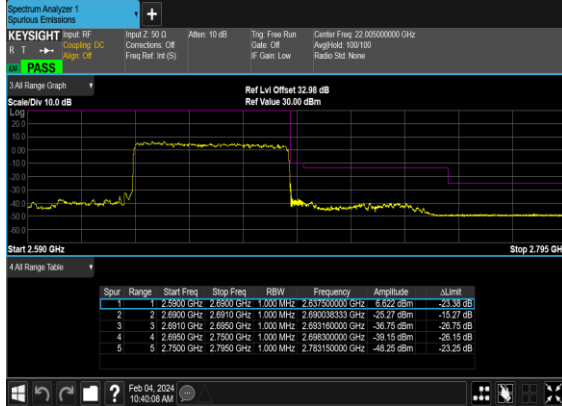 Spectrum Analyzer 1
Spurious Emissions
KEYSIGHT Input: RF Input Z: 50 Ω Atten: 10 dB Trig: Free Run Center Freq: 22.005000000 GHz
R T Coupling: DC Corrections: Off Gate: Off Avg|Hold: 100/100
Align: Off Freq Ref: Int (S) IF Gain: Low Radio Std: None
PASS
3 All Range Graph
Ref Lvl Offset 32.98 dB
Scale/Div 10.0 dB Ref Value 30.00 dBm
Log
20.0
10.0
0.00
-10.0
-20.0
-30.0
-40.0
-50.0
-60.0
Start 2.590 GHz Stop 2.795 GH
4 All Range Table
Spur Range Start Freq Stop Freq RBW Frequency Amplitude ΔLimit
1 1 2.5900 GHz 2.6900 GHz 1.000 MHz 2.637500000 GHz 6.622 dBm -23.38 dB
2 2 2.6900 GHz 2.6910 GHz 1.000 MHz 2.690038333 GHz -25.27 dBm -15.27 dB
3 3 2.6910 GHz 2.6950 GHz 1.000 MHz 2.693160000 GHz -36.75 dBm -26.75 dB
4 4 2.6950 GHz 2.7500 GHz 1.000 MHz 2.698300000 GHz -39.15 dBm -26.15 dB
5 5 2.7500 GHz 2.7950 GHz 1.000 MHz 2.783150000 GHz -48.25 dBm -23.25 dB
? Feb 04, 2024
10:40:08 AM